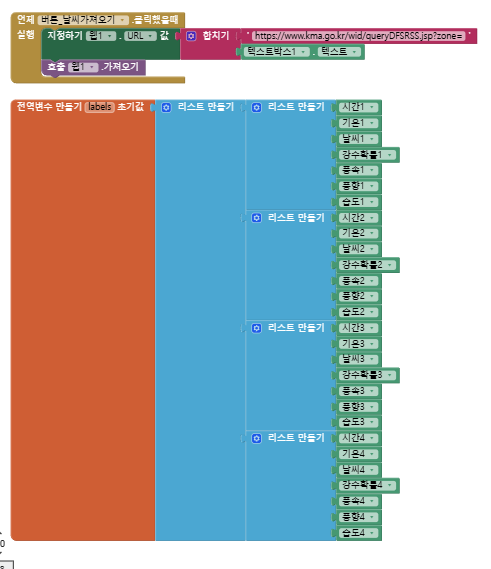 언제 버튼_날씨가져오기 .클릭했을때
실행 지정하기 웹1 . URL 값 합치기 " https://www.kma.go.kr/wid/queryDFSRSS.jsp?zone= "
텍스트박스1 . 텍스트
호출 웹1 .가져오기
전역변수 만들기 labels 초기값 리스트 만들기 리스트 만들기 시간1
기온1
날씨1
강수확률1
풍속1
풍향1
습도1
리스트 만들기 시간2
기온2
날씨2
강수확률2
풍속2
풍향2
습도2
리스트 만들기 시간3
기온3
날씨3
강수확률3
풍속3
풍향3
습도3
리스트 만들기 시간4
기온4
날씨4
강수확률4
풍속4
풍향4
습도4
0